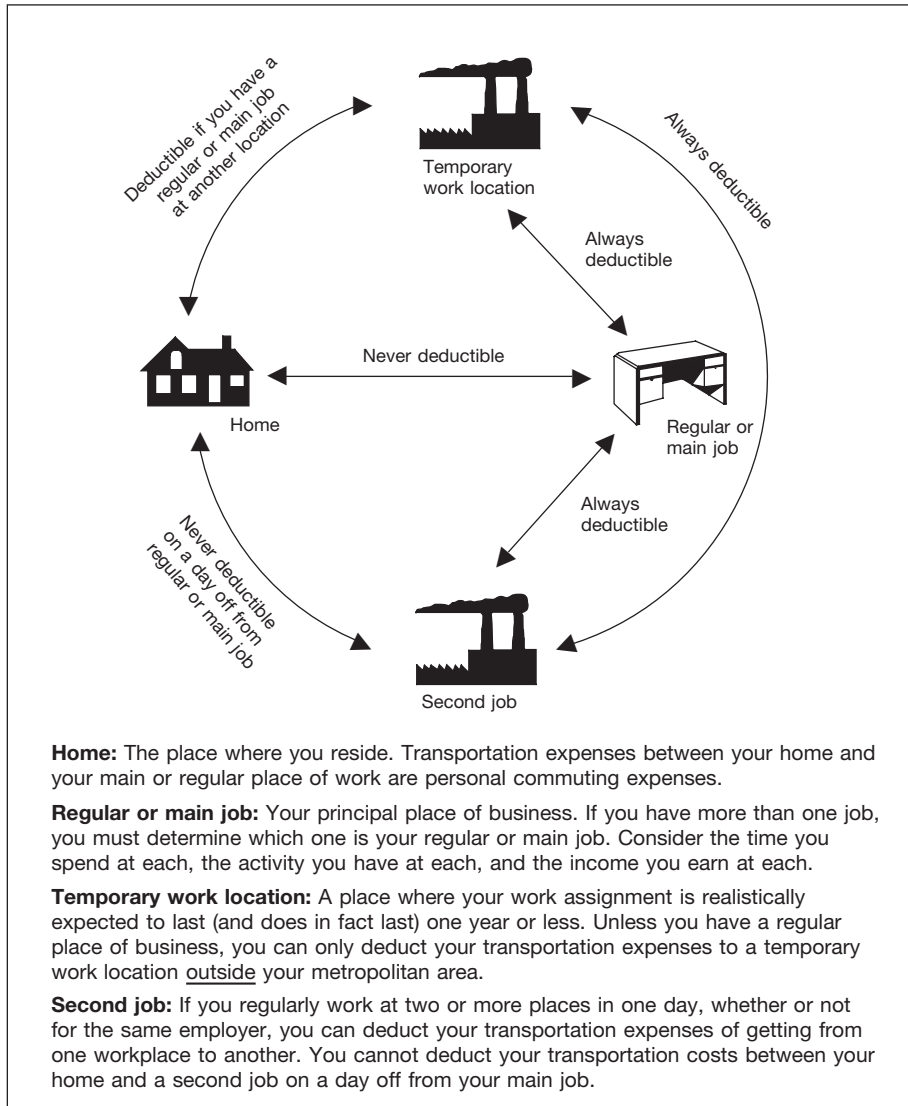 Deductible if you have a
regular or main job
at another location
Temporary
work location
Always deductible
Always
deductible
Never deductible
Home
Regular or
main job
Always
deductible
Never deductible
on a day off from
regular or main job
Second job
Home: The place where you reside. Transportation expenses between your home and
your main or regular place of work are personal commuting expenses.
Regular or main job: Your principal place of business. If you have more than one job,
you must determine which one is your regular or main job. Consider the time you
spend at each, the activity you have at each, and the income you earn at each.
Temporary work location: A place where your work assignment is realistically
expected to last (and does in fact last) one year or less. Unless you have a regular
place of business, you can only deduct your transportation expenses to a temporary
work location outside your metropolitan area.
Second job: If you regularly work at two or more places in one day, whether or not
for the same employer, you can deduct your transportation expenses of getting from
one workplace to another. You cannot deduct your transportation costs between your
home and a second job on a day off from your main job.